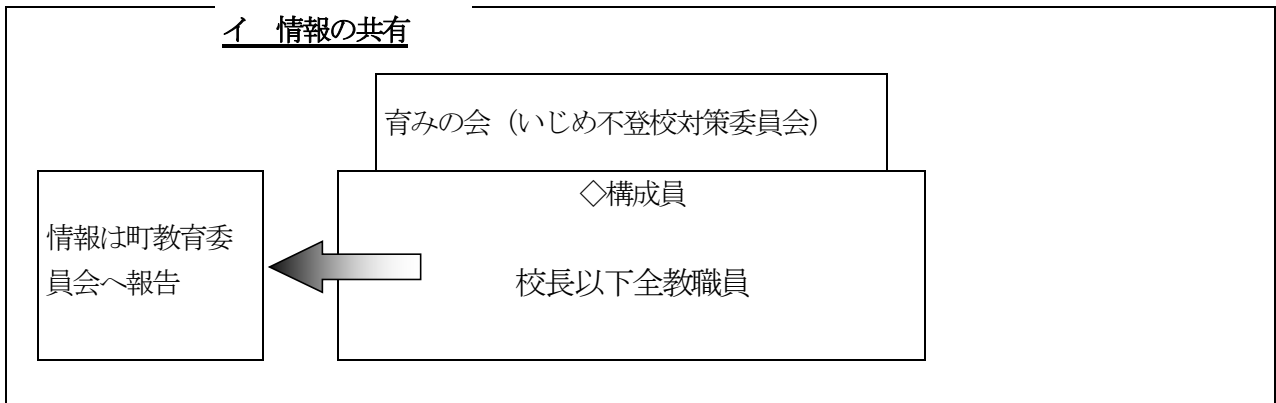 イ　情報の共有
育みの会（いじめ不登校対策委員会）
◇構成員
校長以下全教職員
情報は町教育委
員会へ報告